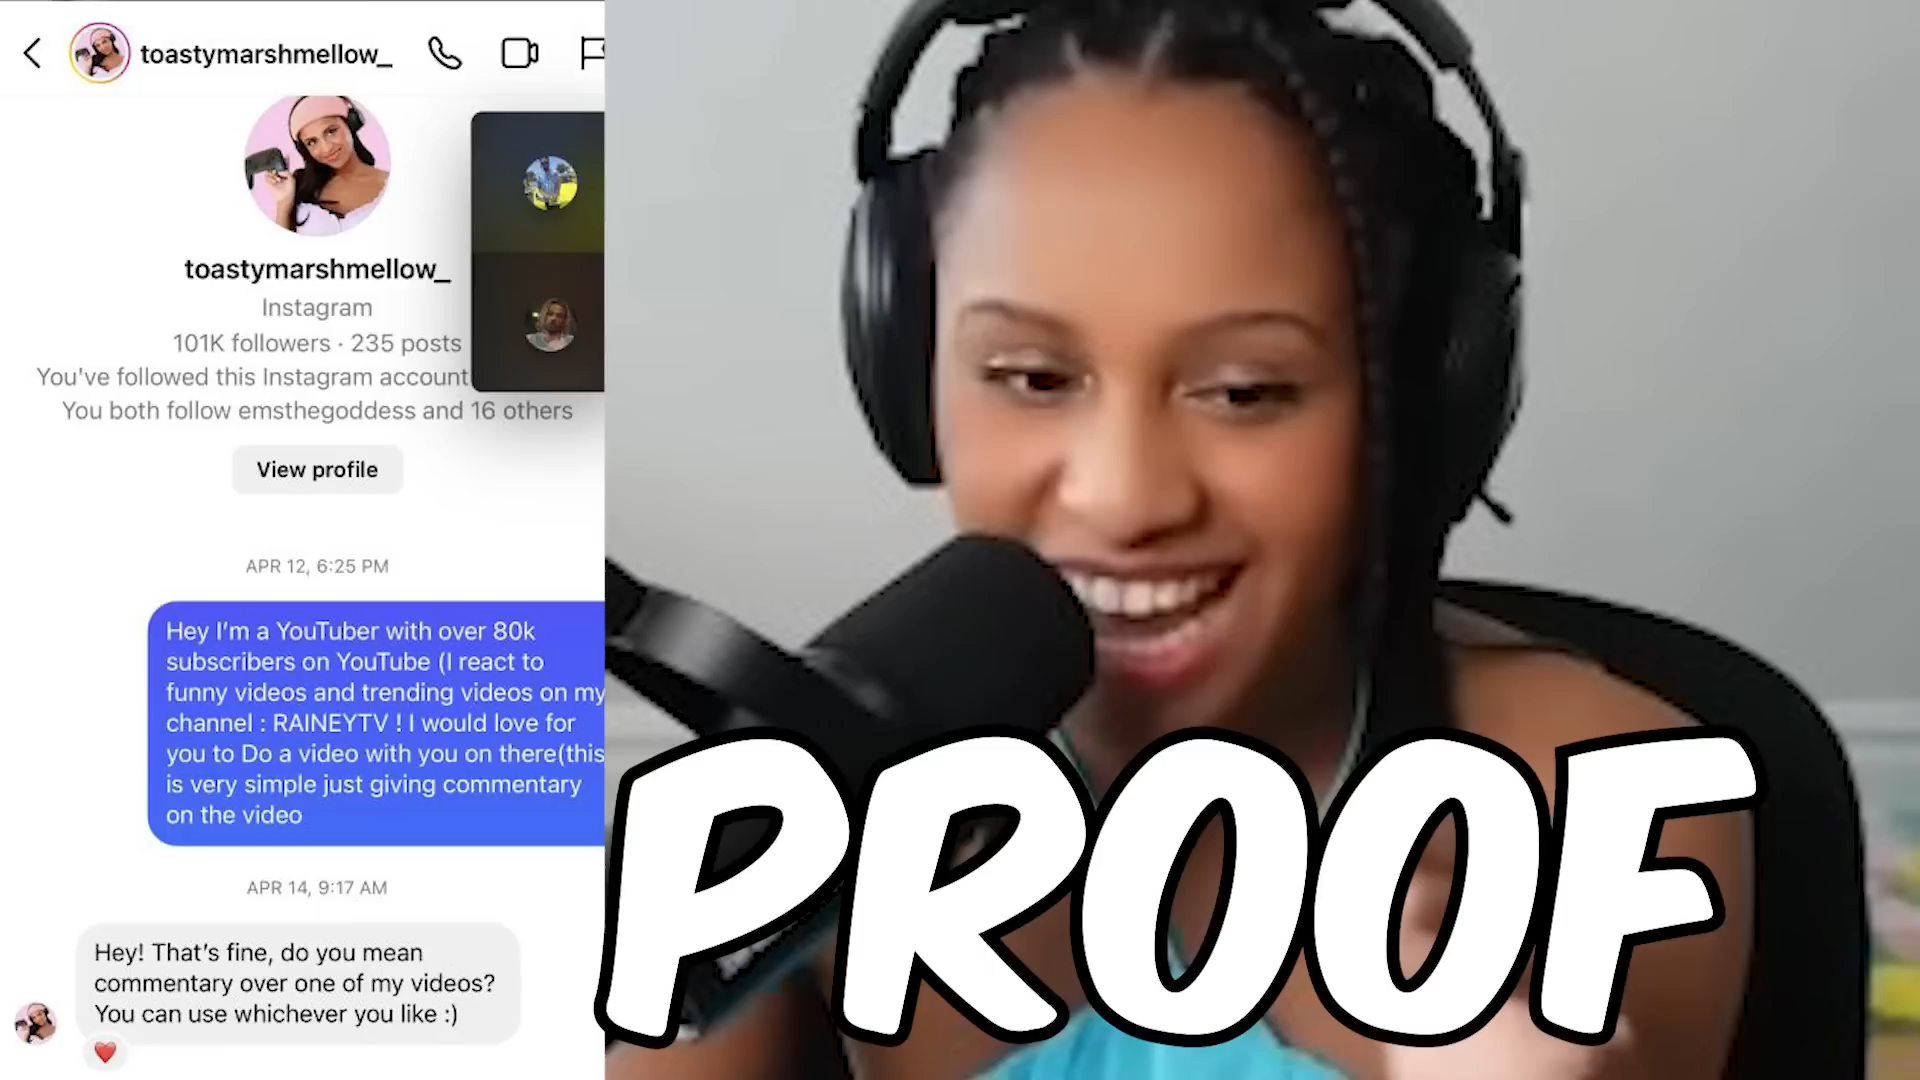 toastymarshmellow_
toastymarshmellow_
Instagram
101K followers · 235 posts
You've followed this Instagram account
You both follow emsthegoddess and 16 others
View profile
APR 12, 6:25 PM
Hey I'm a YouTuber with over 80k
subscribers on YouTube (I react to
funny videos and trending videos on my
channel : RAINEYTV ! I would love for
you to Do a video with you on there(this
is very simple just giving commentary
on the video
APR 14, 9:17 AM
Hey! That's fine, do you mean
commentary over one of my videos?
You can use whichever you like :)
PROOF